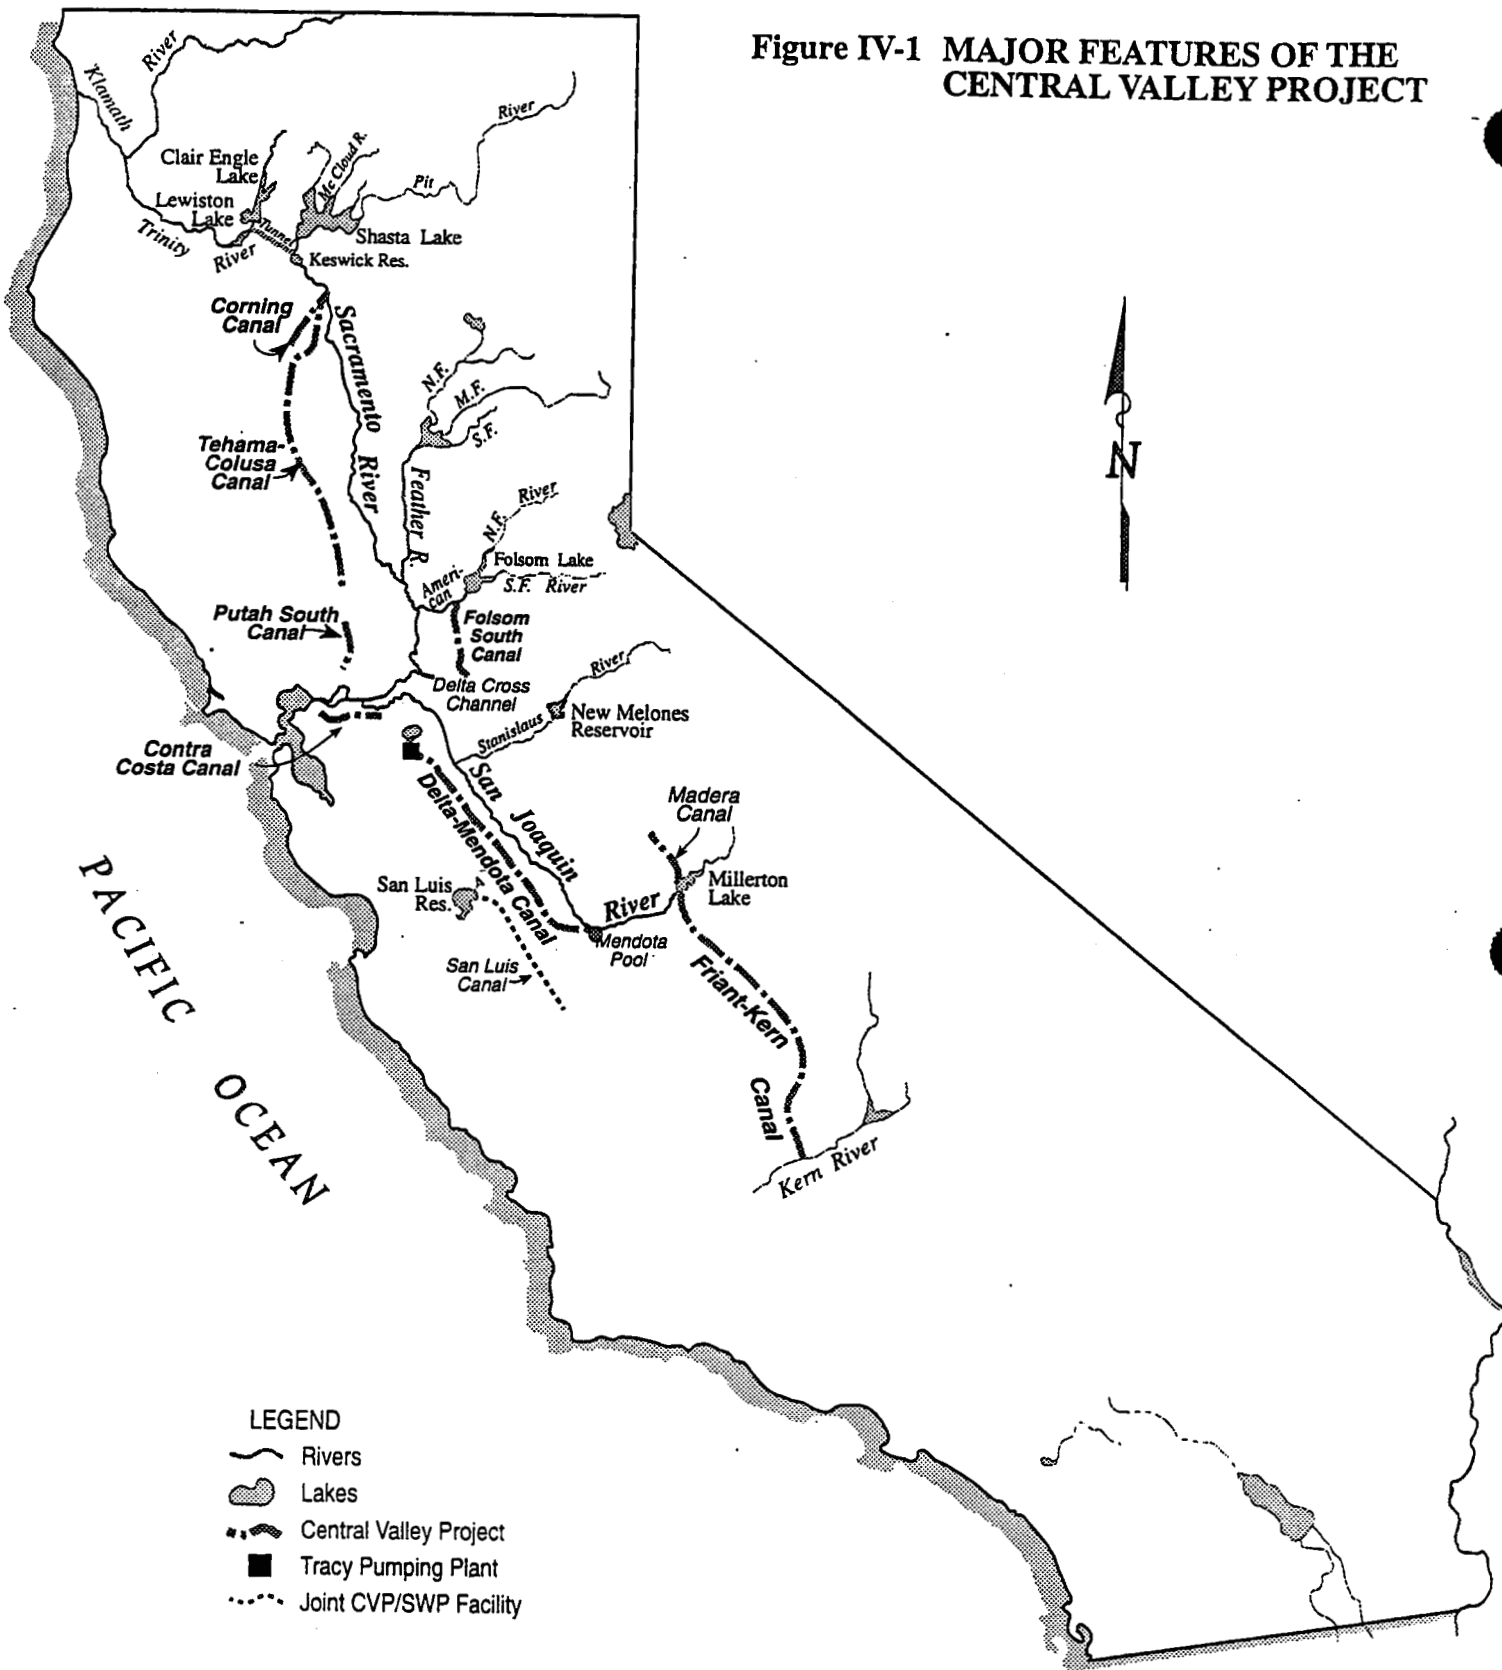 Figure IV-1 MAJOR FEATURES OF THE
CENTRAL VALLEY PROJECT
River
Klamath
River
Clair Engle
Lake
Mc Cloud R.
Pit
Lewiston
Lake
Trinity
River
Tunnel
Shasta Lake
Keswick Res.
Corning
Canal
Sacramento
River
N.F.
M.F.
S.F.
Tehama-
Colusa
Canal
Feather R.
River
N.F.
Folsom Lake
Ameri-
can
S.F. River
Putah South
Canal
Folsom
South
Canal
Delta Cross
Channel
River
Stanislaus
New Melones
Reservoir
Contra
Costa Canal
San Joaquin
River
Delta-Mendota Canal
Madera
Canal
Millerton
Lake
San Luis
Res.
Mendota
Pool
San Luis
Canal
Friant-Kern
Canal
Kern River
PACIFIC OCEAN
N
LEGEND
Rivers
Lakes
Central Valley Project
Tracy Pumping Plant
Joint CVP/SWP Facility